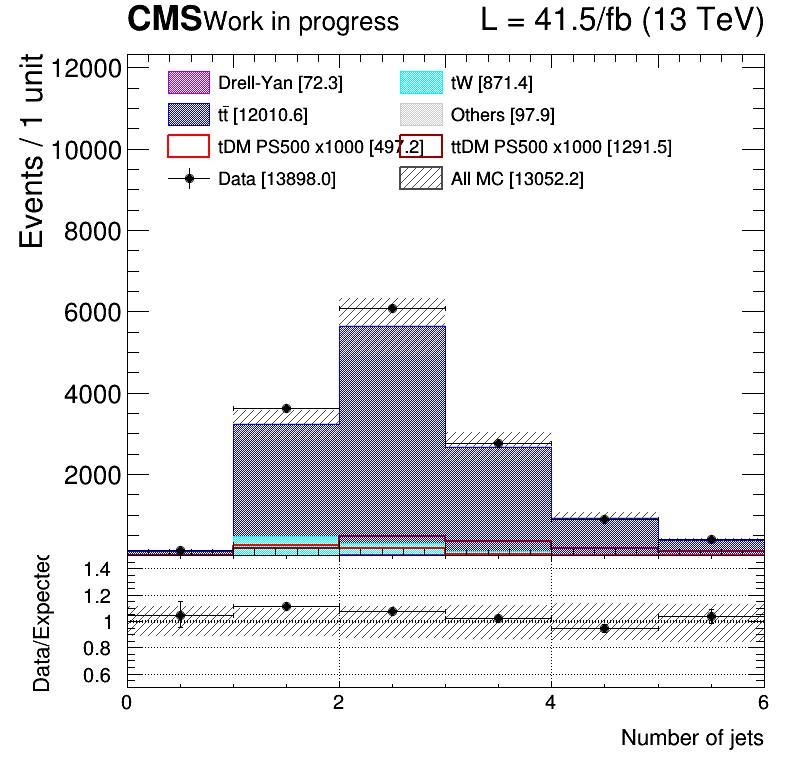 CMS Work in progress L = 41.5/fb (13 TeV)
Events / 1 unit
12000
10000
8000
6000
4000
2000
Drell-Yan [72.3] tW [871.4]
tt̄ [12010.6] Others [97.9]
tDM PS500 x1000 [497.2] ttDM PS500 x1000 [1291.5]
Data [13898.0] All MC [13052.2]
Data/Expected
1.4
1.2
1
0.8
0.6
0 2 4 6
Number of jets